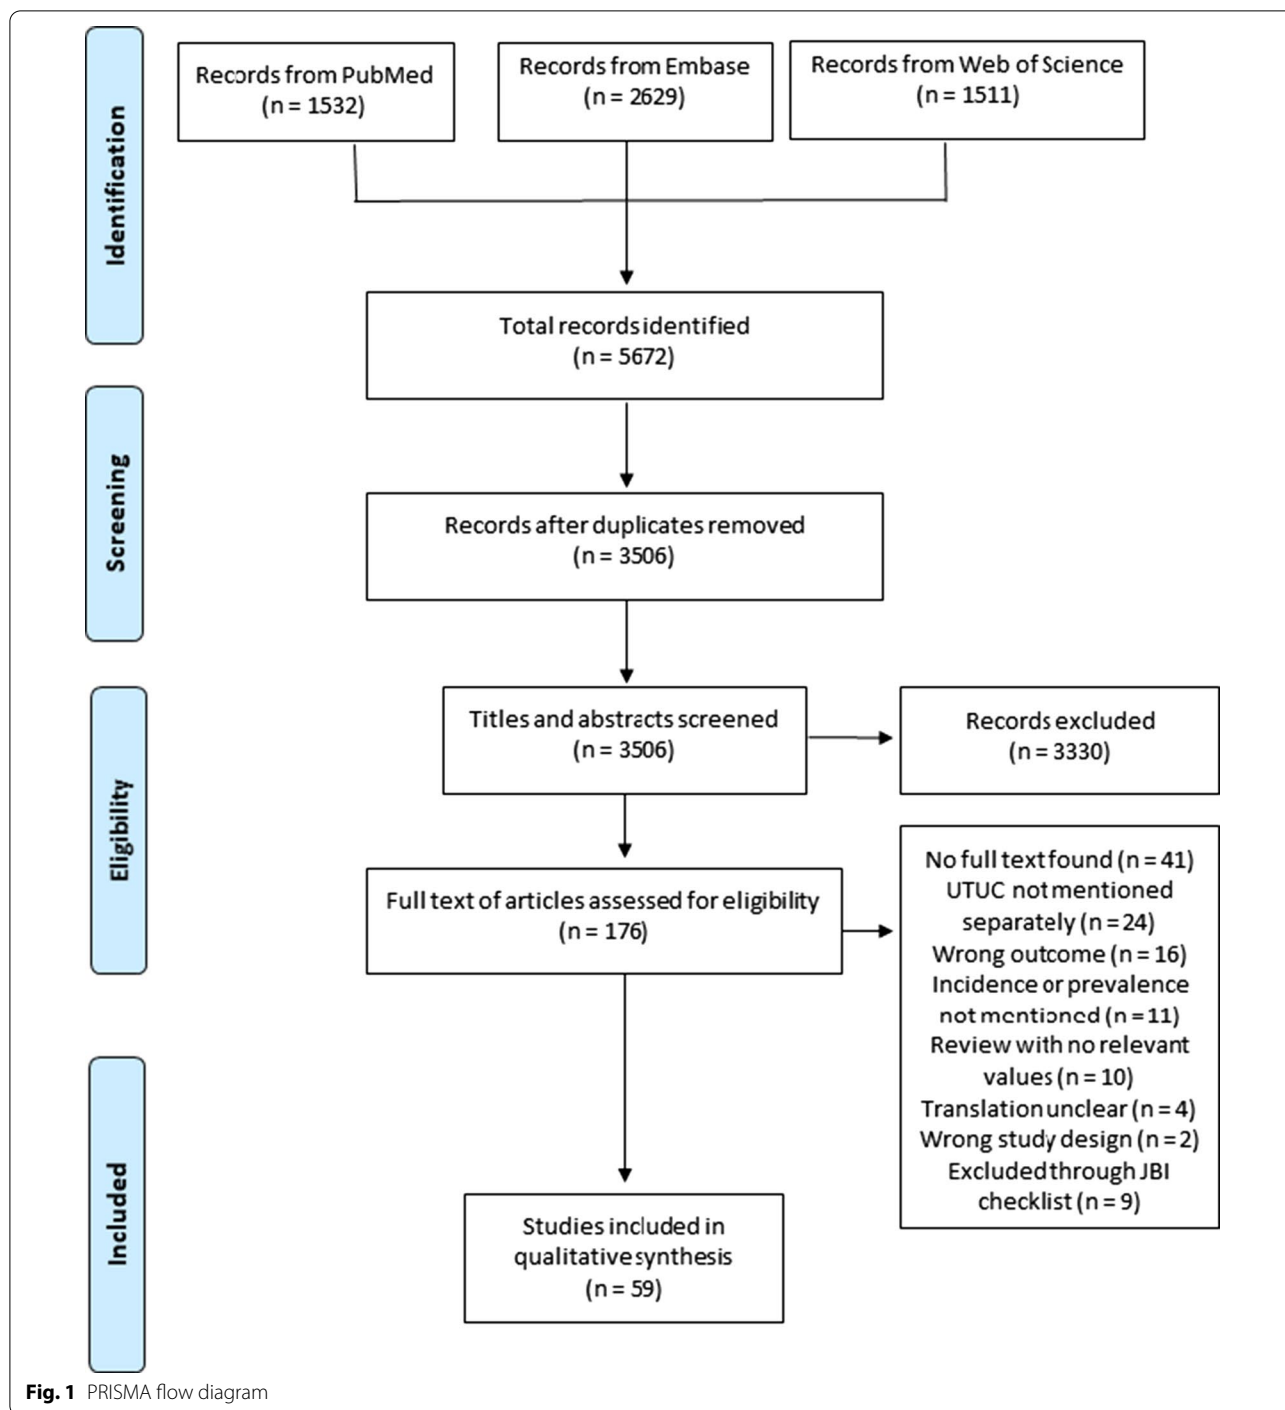 Identification
Records from PubMed
(n = 1532)
Records from Embase
(n = 2629)
Records from Web of Science
(n = 1511)
Total records identified
(n = 5672)
Screening
Records after duplicates removed
(n = 3506)
Eligibility
Titles and abstracts screened
(n = 3506)
Records excluded
(n = 3330)
Full text of articles assessed for eligibility
(n = 176)
No full text found (n = 41)
UTUC not mentioned
separately (n = 24)
Wrong outcome (n = 16)
Incidence or prevalence
not mentioned (n = 11)
Review with no relevant
values (n = 10)
Translation unclear (n = 4)
Wrong study design (n = 2)
Excluded through JBI
checklist (n = 9)
Included
Studies included in
qualitative synthesis
(n = 59)
Fig. 1 PRISMA flow diagram